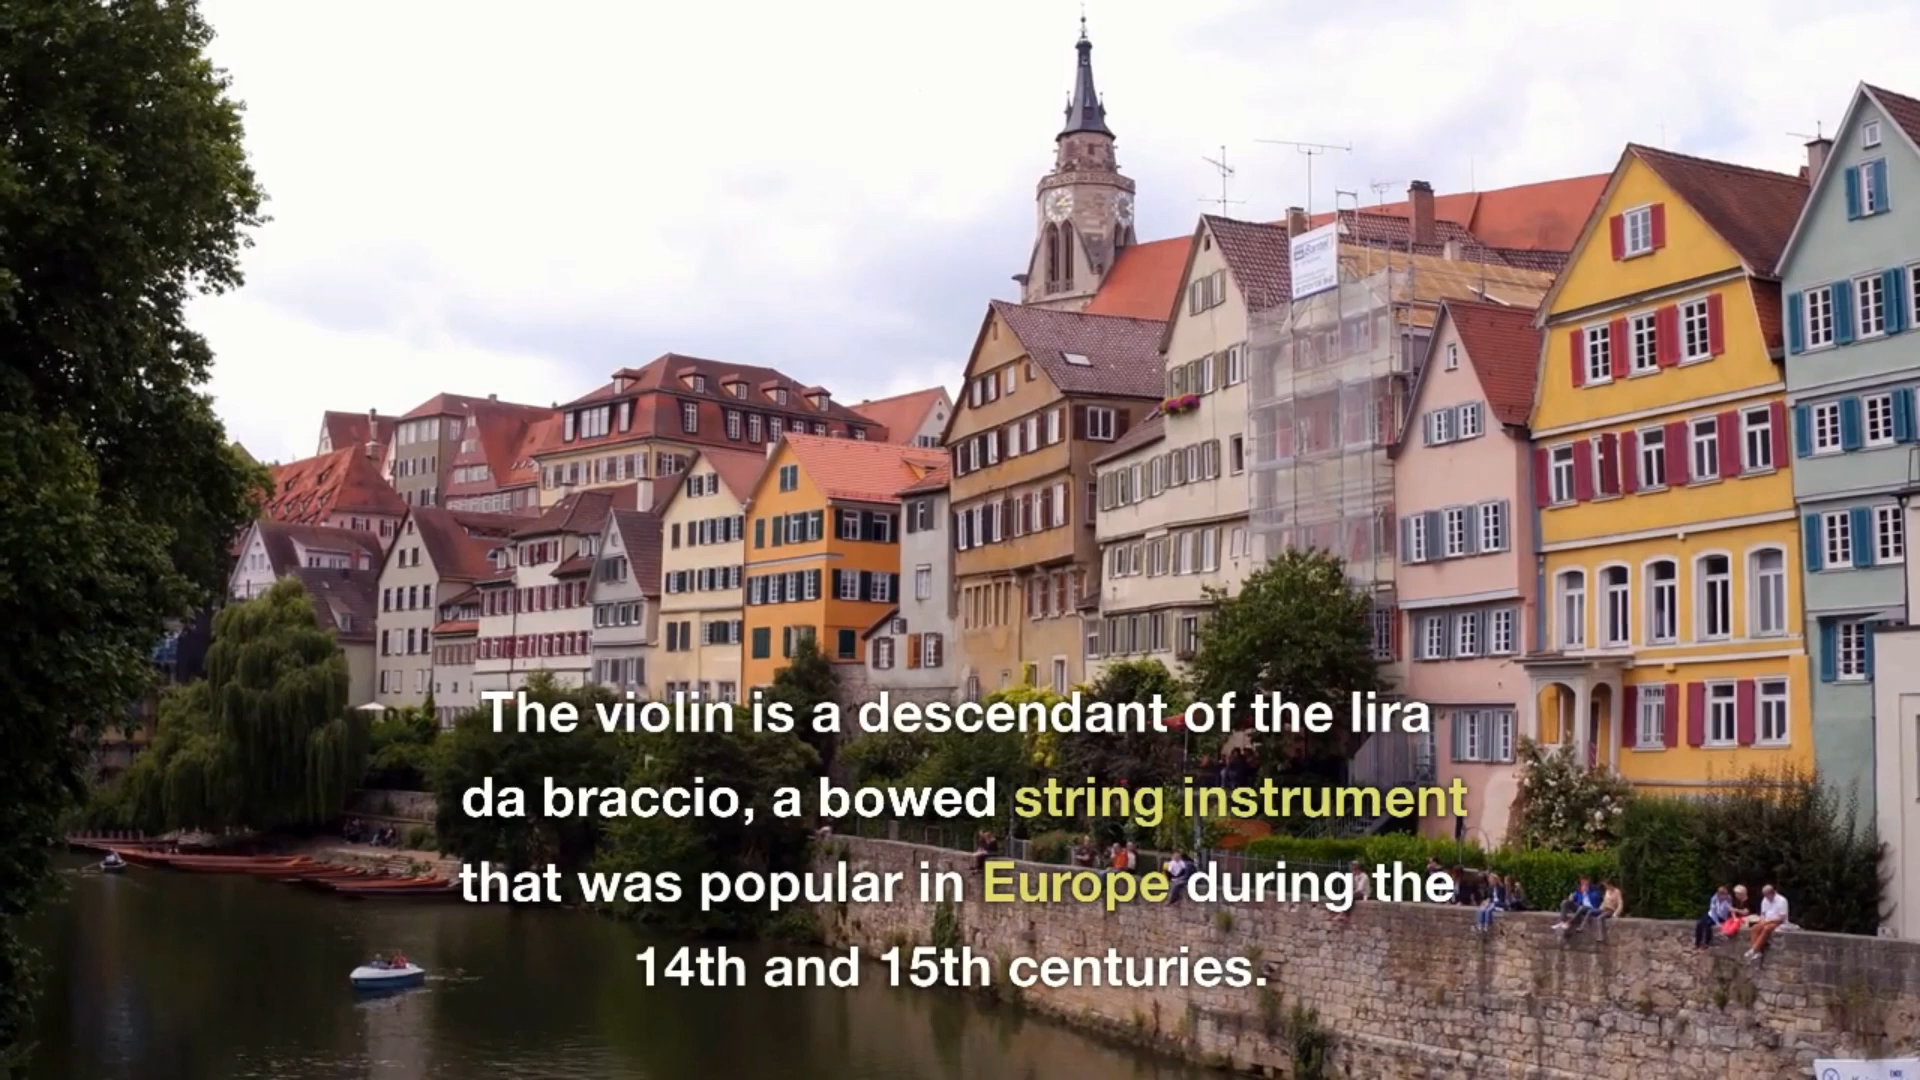 The violin is a descendant of the lira
da braccio, a bowed string instrument
that was popular in Europe during the
14th and 15th centuries.